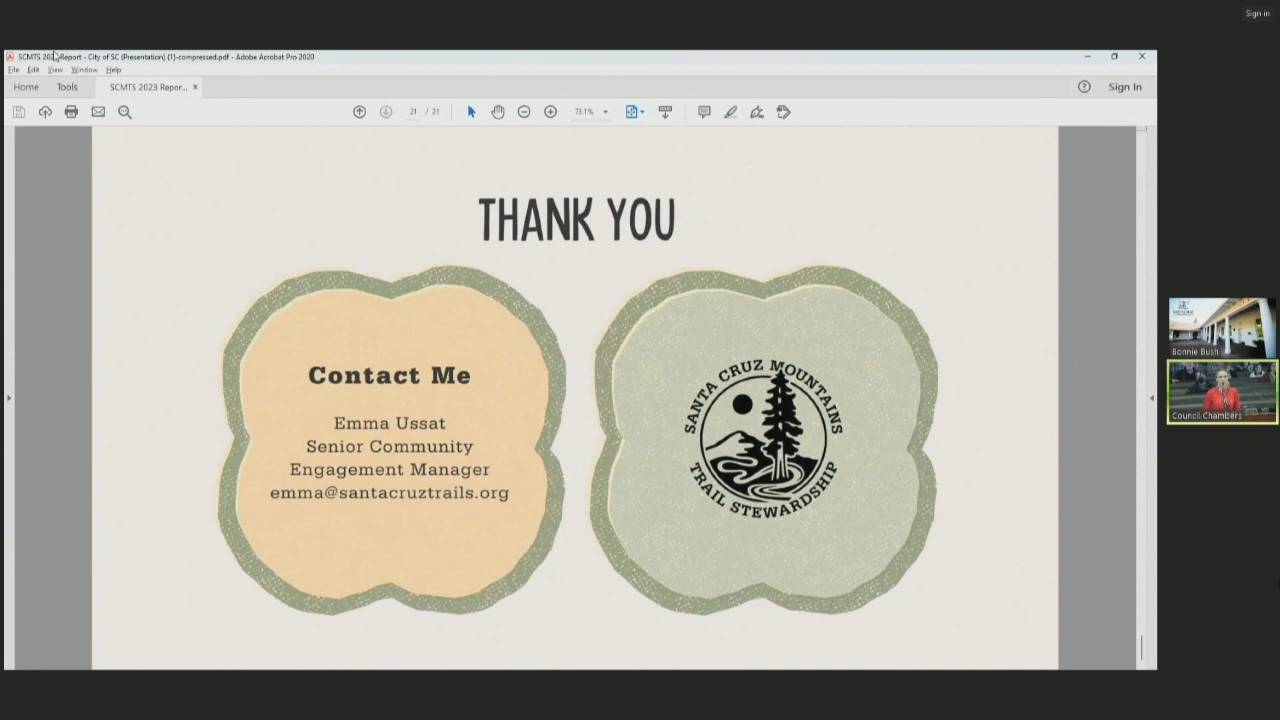 Sign in
SCMTS 2023 Report - City of SC (Presentation) (1)-compressed.pdf - Adobe Acrobat Pro 2020
File Edit View Window Help
Home Tools SCMTS 2023 Repor... ×
Sign In
21 / 21
73.1%
THANK YOU
Contact Me
Emma Ussat
Senior Community
Engagement Manager
emma@santacruztrails.org
SANTA CRUZ MOUNTAINS
TRAIL STEWARDSHIP
Bonnie Bush
Council Chambers